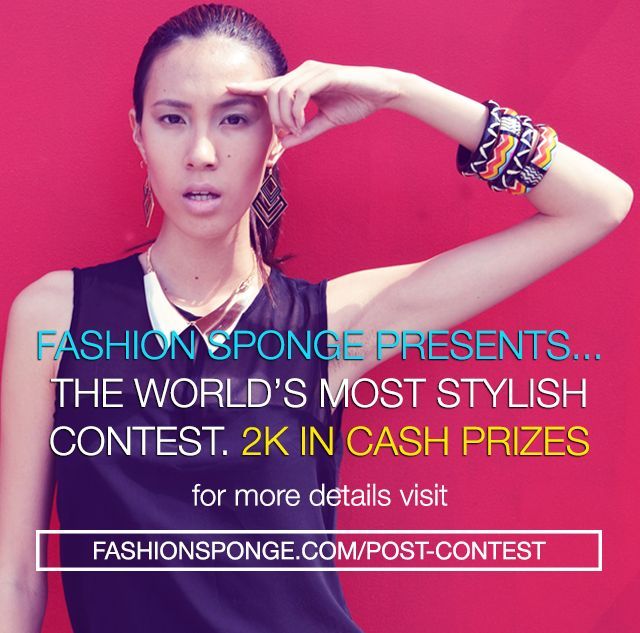 FASHION SPONGE PRESENTS...
THE WORLD'S MOST STYLISH
CONTEST. 2K IN CASH PRIZES
for more details visit
FASHIONSPONGE.COM/POST-CONTEST